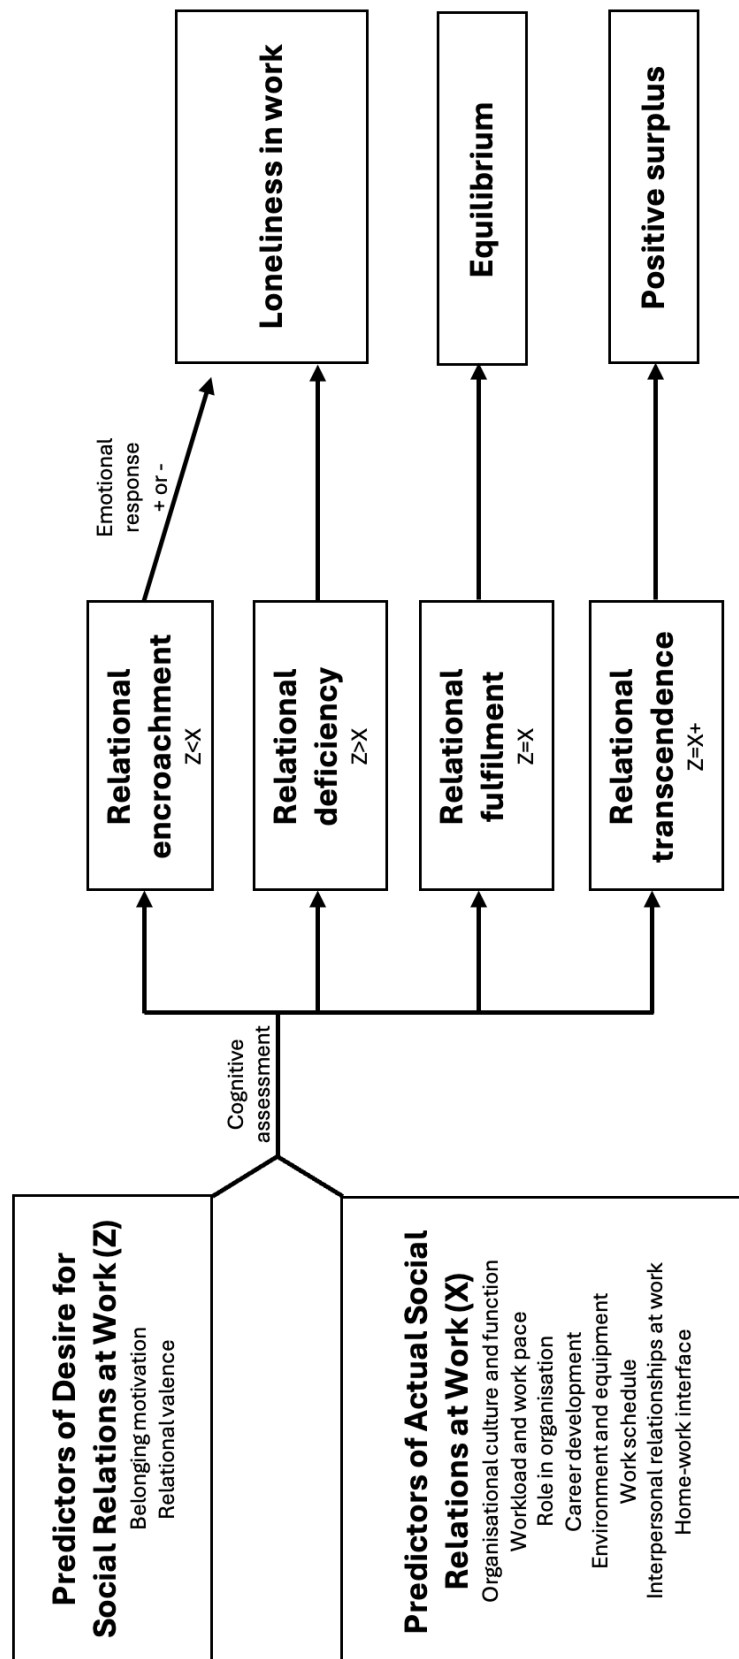 Predictors of Desire for
Social Relations at Work (Z)
Belonging motivation
Relational valence
Predictors of Actual Social
Relations at Work (X)
Organisational culture and function
Workload and work pace
Role in organisation
Career development
Environment and equipment
Work schedule
Interpersonal relationships at work
Home-work interface
Cognitive
assessment
Relational
encroachment
Z<X
Relational
deficiency
Z>X
Relational
fulfilment
Z=X
Relational
transcendence
Z=X+
Emotional
response
+ or -
Loneliness in work
Equilibrium
Positive surplus